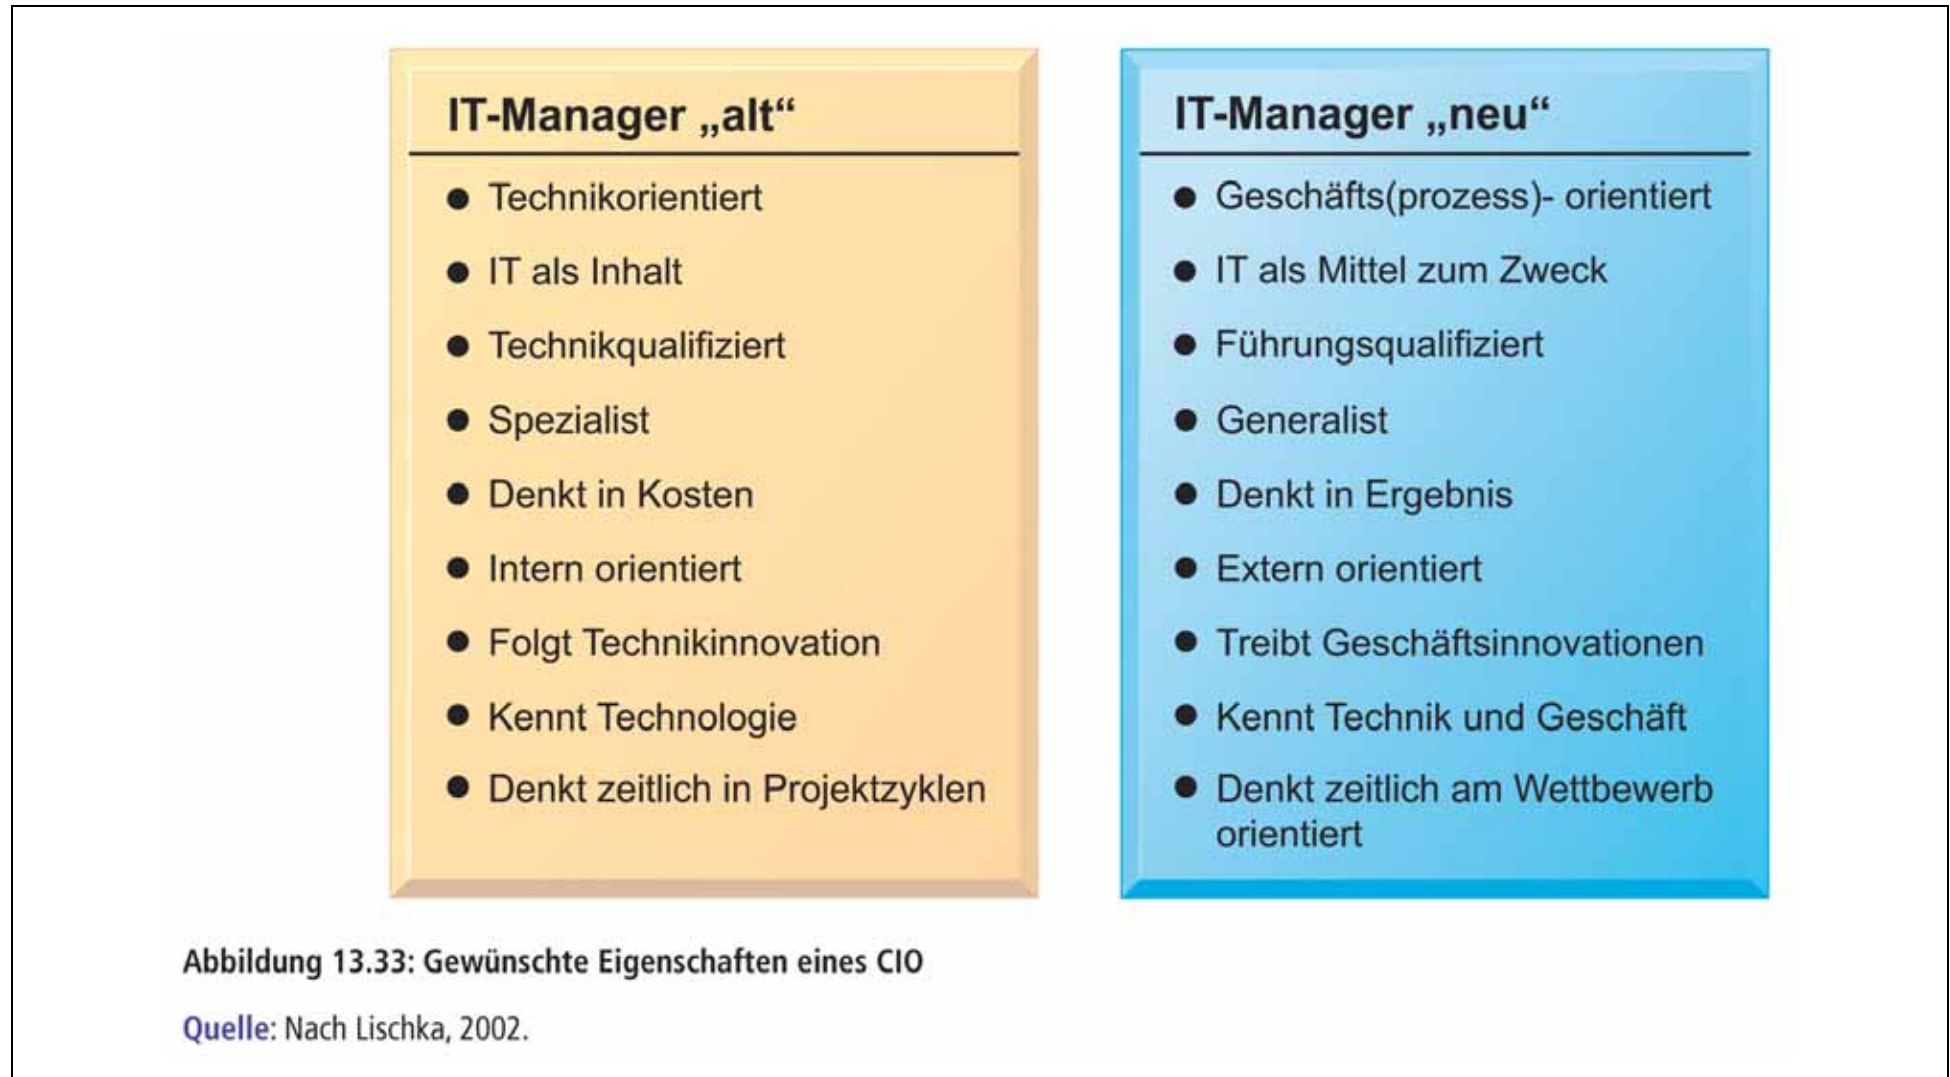 IT-Manager „alt“
● Technikorientiert
● IT als Inhalt
● Technikqualifiziert
● Spezialist
● Denkt in Kosten
● Intern orientiert
● Folgt Technikinnovation
● Kennt Technologie
● Denkt zeitlich in Projektzyklen
IT-Manager „neu“
● Geschäfts(prozess)- orientiert
● IT als Mittel zum Zweck
● Führungsqualifiziert
● Generalist
● Denkt in Ergebnis
● Extern orientiert
● Treibt Geschäftsinnovationen
● Kennt Technik und Geschäft
● Denkt zeitlich am Wettbewerb
orientiert
Abbildung 13.33: Gewünschte Eigenschaften eines CIO
Quelle: Nach Lischka, 2002.